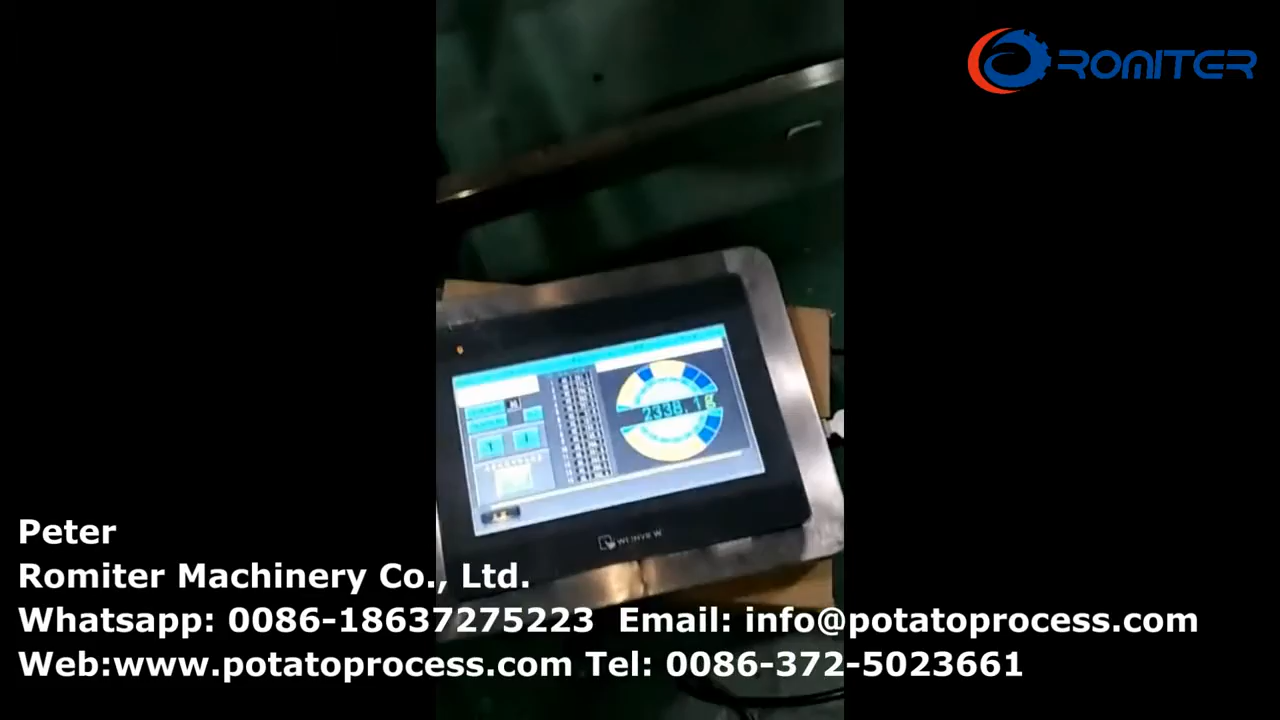 ROMITER
2338.1g
WEINVIEW
Peter
Romiter Machinery Co., Ltd.
Whatsapp: 0086-18637275223 Email: info@potatoprocess.com
Web:www.potatoprocess.com Tel: 0086-372-5023661